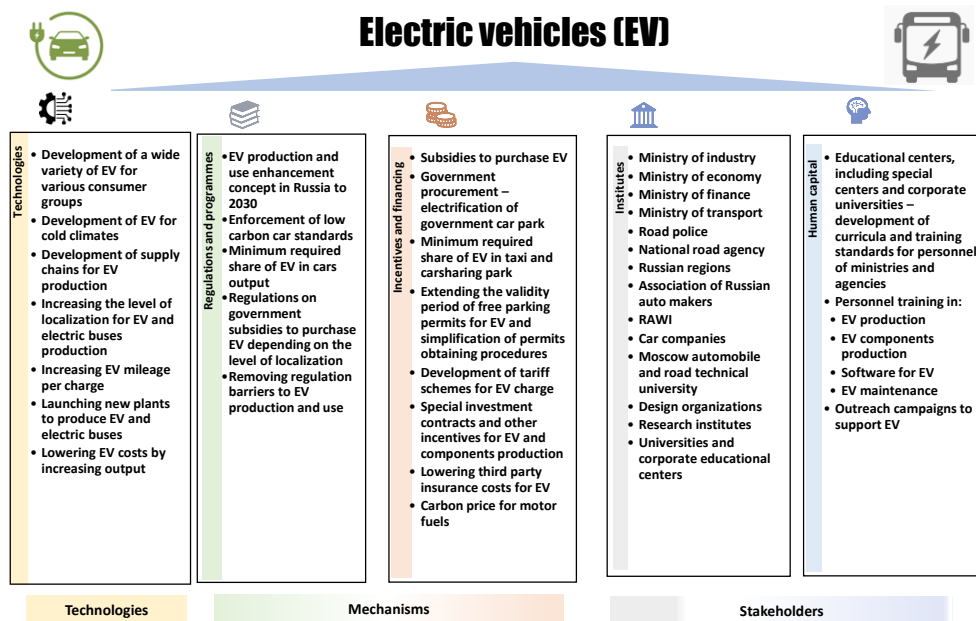 Electric vehicles (EV)
Technologies
• Development of a wide
variety of EV for
various consumer
groups
• Development of EV for
cold climates
• Development of supply
chains for EV
production
• Increasing the level of
localization for EV and
electric buses
production
• Increasing EV mileage
per charge
• Launching new plants
to produce EV and
electric buses
• Lowering EV costs by
increasing output
Regulations and programmes
• EV production and
use enhancement
concept in Russia to
2030
• Enforcement of low
carbon car standards
• Minimum required
share of EV in cars
output
• Regulations on
government
subsidies to purchase
EV depending on the
level of localization
• Removing regulation
barriers to EV
production and use
Incentives and financing
• Subsidies to purchase EV
• Government
procurement –
electrification of
government car park
• Minimum required
share of EV in taxi and
carsharing park
• Extending the validity
period of free parking
permits for EV and
simplification of permits
obtaining procedures
• Development of tariff
schemes for EV charge
• Special investment
contracts and other
incentives for EV and
components production
• Lowering third party
insurance costs for EV
• Carbon price for motor
fuels
Institutes
• Ministry of industry
• Ministry of economy
• Ministry of finance
• Ministry of transport
• Road police
• National road agency
• Russian regions
• Association of Russian
auto makers
• RAWI
• Car companies
• Moscow automobile
and road technical
university
• Design organizations
• Research institutes
• Universities and
corporate educational
centers
Human capital
• Educational centers,
including special
centers and corporate
universities –
development of
curricula and training
standards for personnel
of ministries and
agencies
• Personnel training in:
• EV production
• EV components
production
• Software for EV
• EV maintenance
• Outreach campaigns to
support EV
Technologies
Mechanisms
Stakeholders